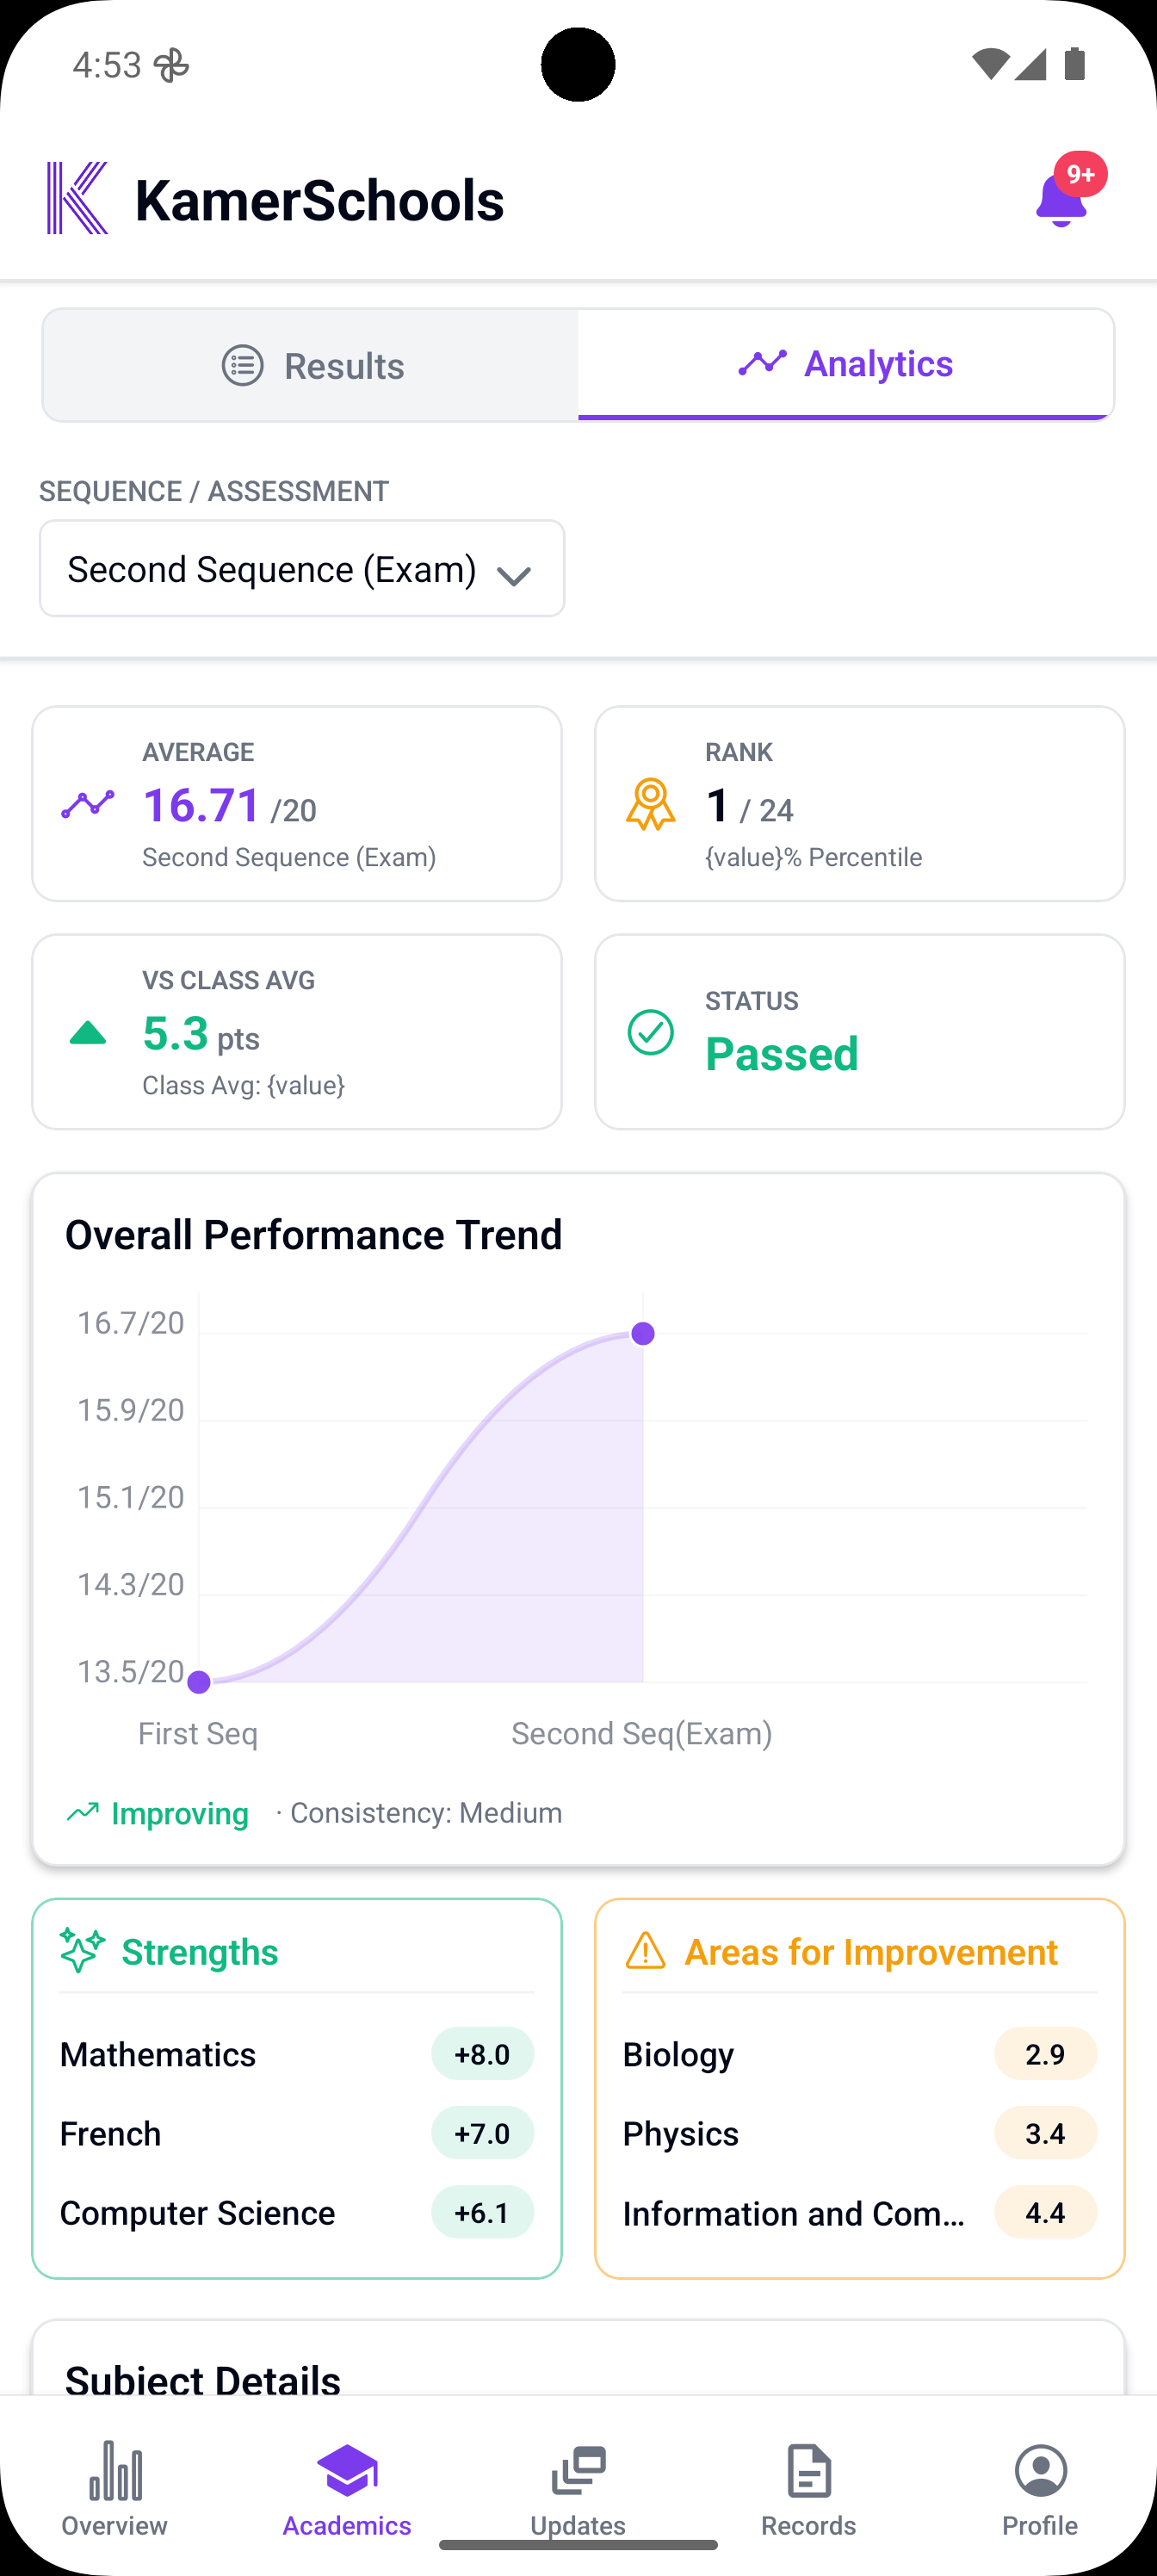 4:53
KamerSchools
9+
Results
Analytics
SEQUENCE / ASSESSMENT
Second Sequence (Exam)
AVERAGE
16.71 /20
Second Sequence (Exam)
RANK
1 / 24
{value}% Percentile
VS CLASS AVG
5.3 pts
Class Avg: {value}
STATUS
Passed
Overall Performance Trend
16.7/20
15.9/20
15.1/20
14.3/20
13.5/20
First Seq
Second Seq(Exam)
Improving · Consistency: Medium
Strengths
Mathematics +8.0
French +7.0
Computer Science +6.1
Areas for Improvement
Biology 2.9
Physics 3.4
Information and Com... 4.4
Subject Details
Overview
Academics
Updates
Records
Profile